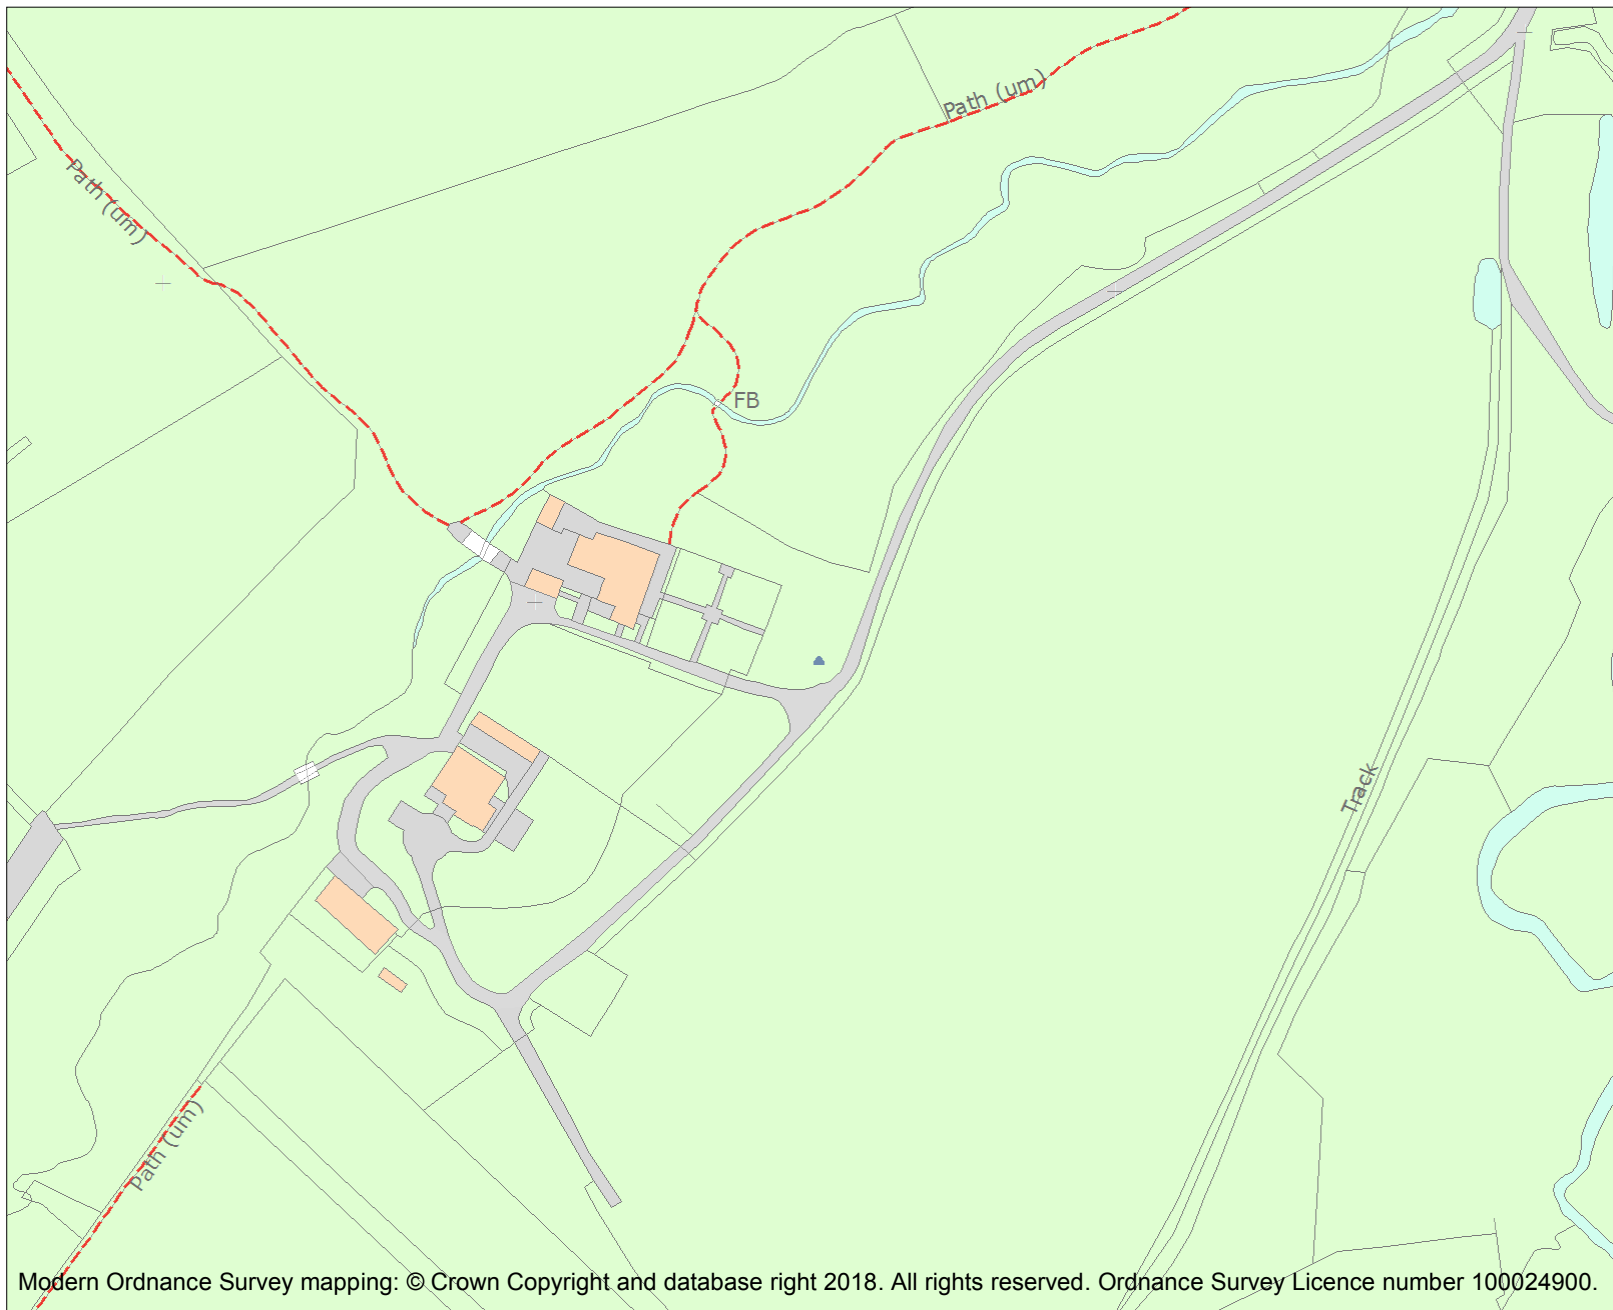 Path (um)
Path (um)
FB
Track
Path (um)
Modern Ordnance Survey mapping: © Crown Copyright and database right 2018. All rights reserved. Ordnance Survey Licence number 100024900.